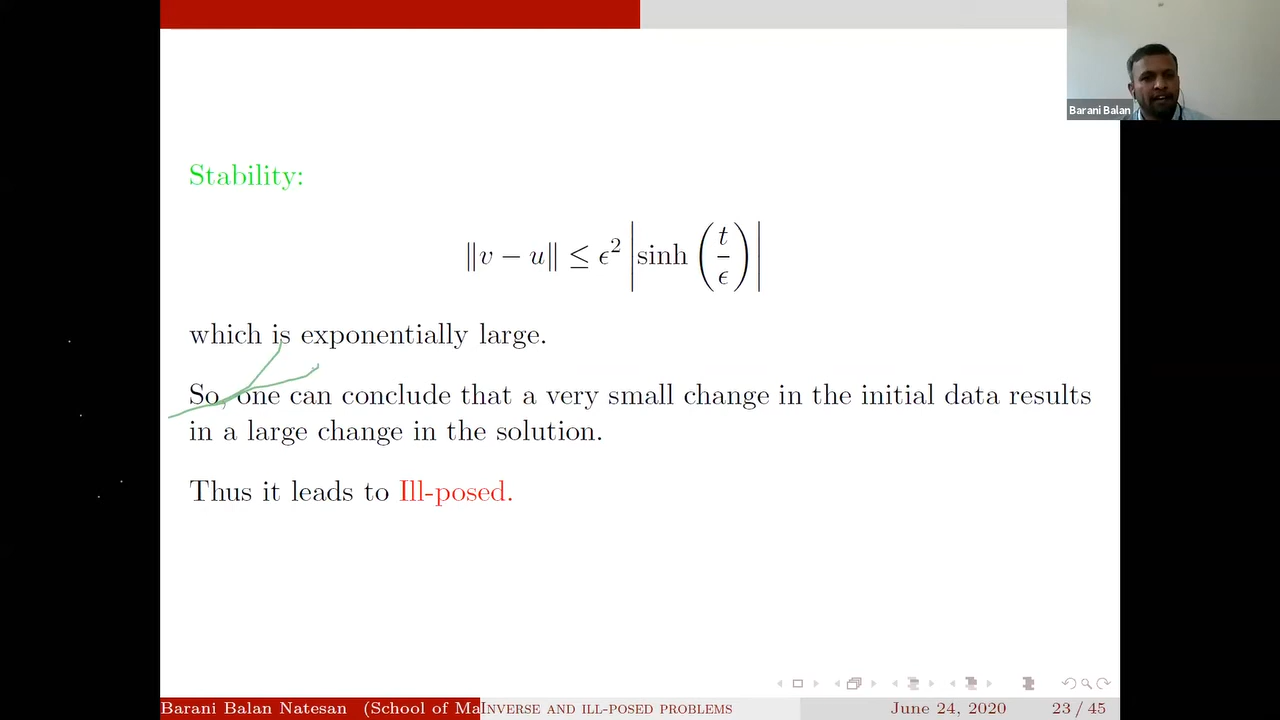 Barani Balan
Stability:
‖v − u‖ ≤ ϵ² |sinh (t/ϵ)|
which is exponentially large.
So, one can conclude that a very small change in the initial data results
in a large change in the solution.
Thus it leads to Ill-posed.
Barani Balan Natesan (School of Ma INVERSE AND ILL-POSED PROBLEMS June 24, 2020 23 / 45